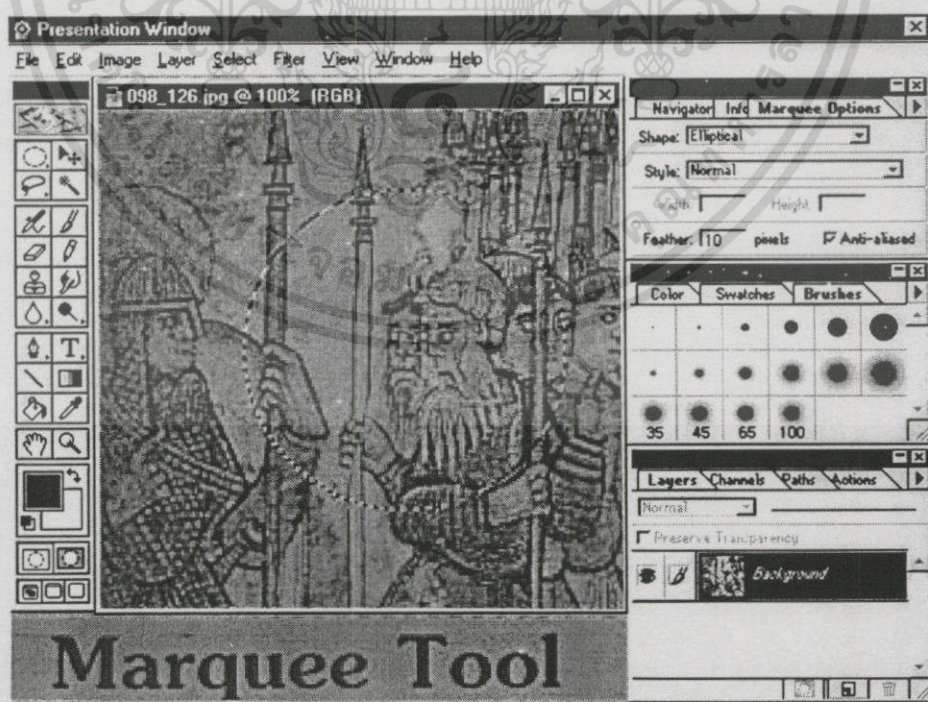 Presentation Window
File Edit Image Layer Select Filter View Window Help
098_126.jpg @ 100% (RGB)
Navigator Info Marquee Options
Shape: Elliptical
Style: Normal
Width Height
Feather: 10 pixels Anti-aliased
Color Swatches Brushes
35 45 65 100
T
Layers Channels Paths Actions
Normal
Preserve Transparency
Background
Marquee Tool